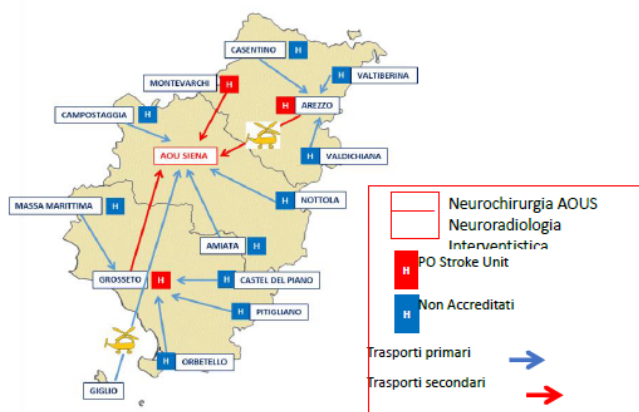 CASENTINO H
H VALTIBERINA
MONTEVARCHI H
H AREZZO
CAMPOSTAGGIA H
AOU SIENA
H VALDICHIANA
H NOTTOLA
MASSA MARITTIMA H
AMIATA H
GROSSETO H
H CASTEL DEL PIANO
H PITIGLIANO
H ORBETELLO
GIGLIO
Neurochirurgia AOUS
Neuroradiologia
Interventistica
H PO Stroke Unit
H Non Accreditati
Trasporti primari
Trasporti secondari